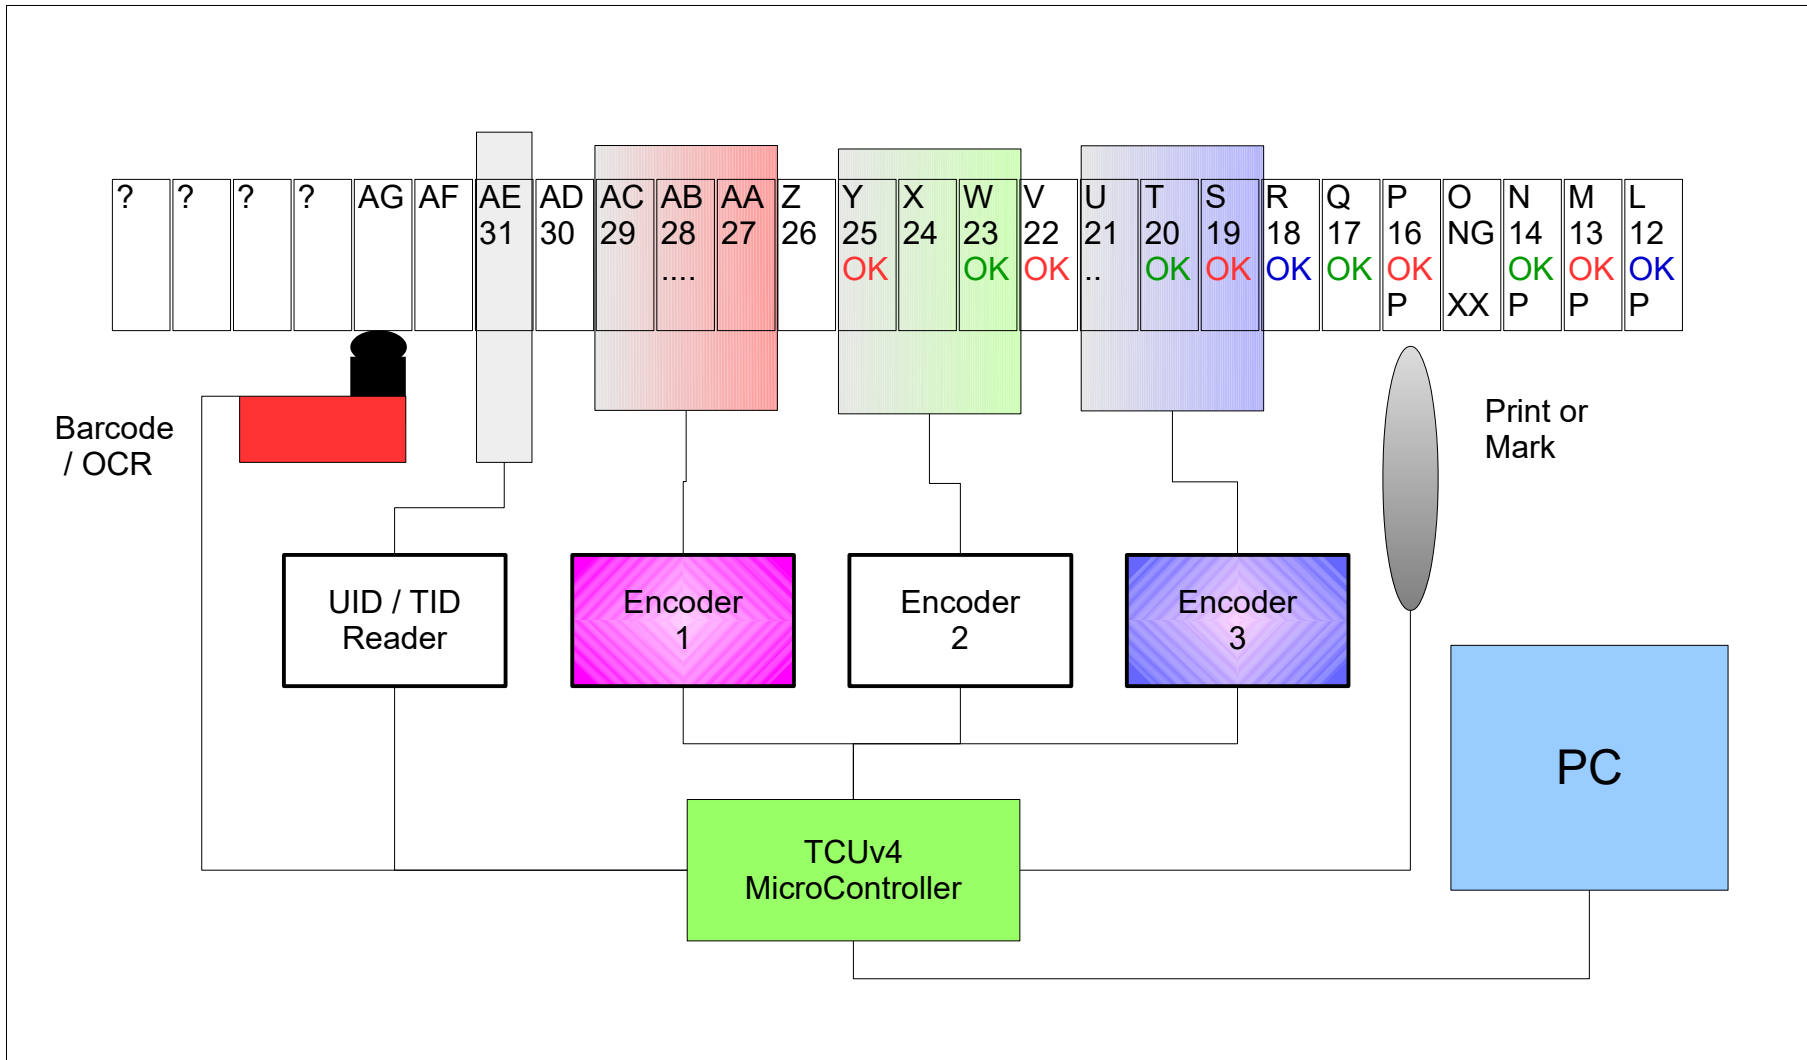 ? ? ? ? AG AF AE AD AC AB AA Z Y X W V U T S R Q P O N M L
31 30 29 28 27 26 25 24 23 22 21 20 19 18 17 16 NG 14 13 12
.... OK OK OK .. OK OK OK OK OK OK OK OK
P XX P P P
Barcode
/ OCR
Print or
Mark
UID / TID
Reader
Encoder
1
Encoder
2
Encoder
3
PC
TCUv4
MicroController